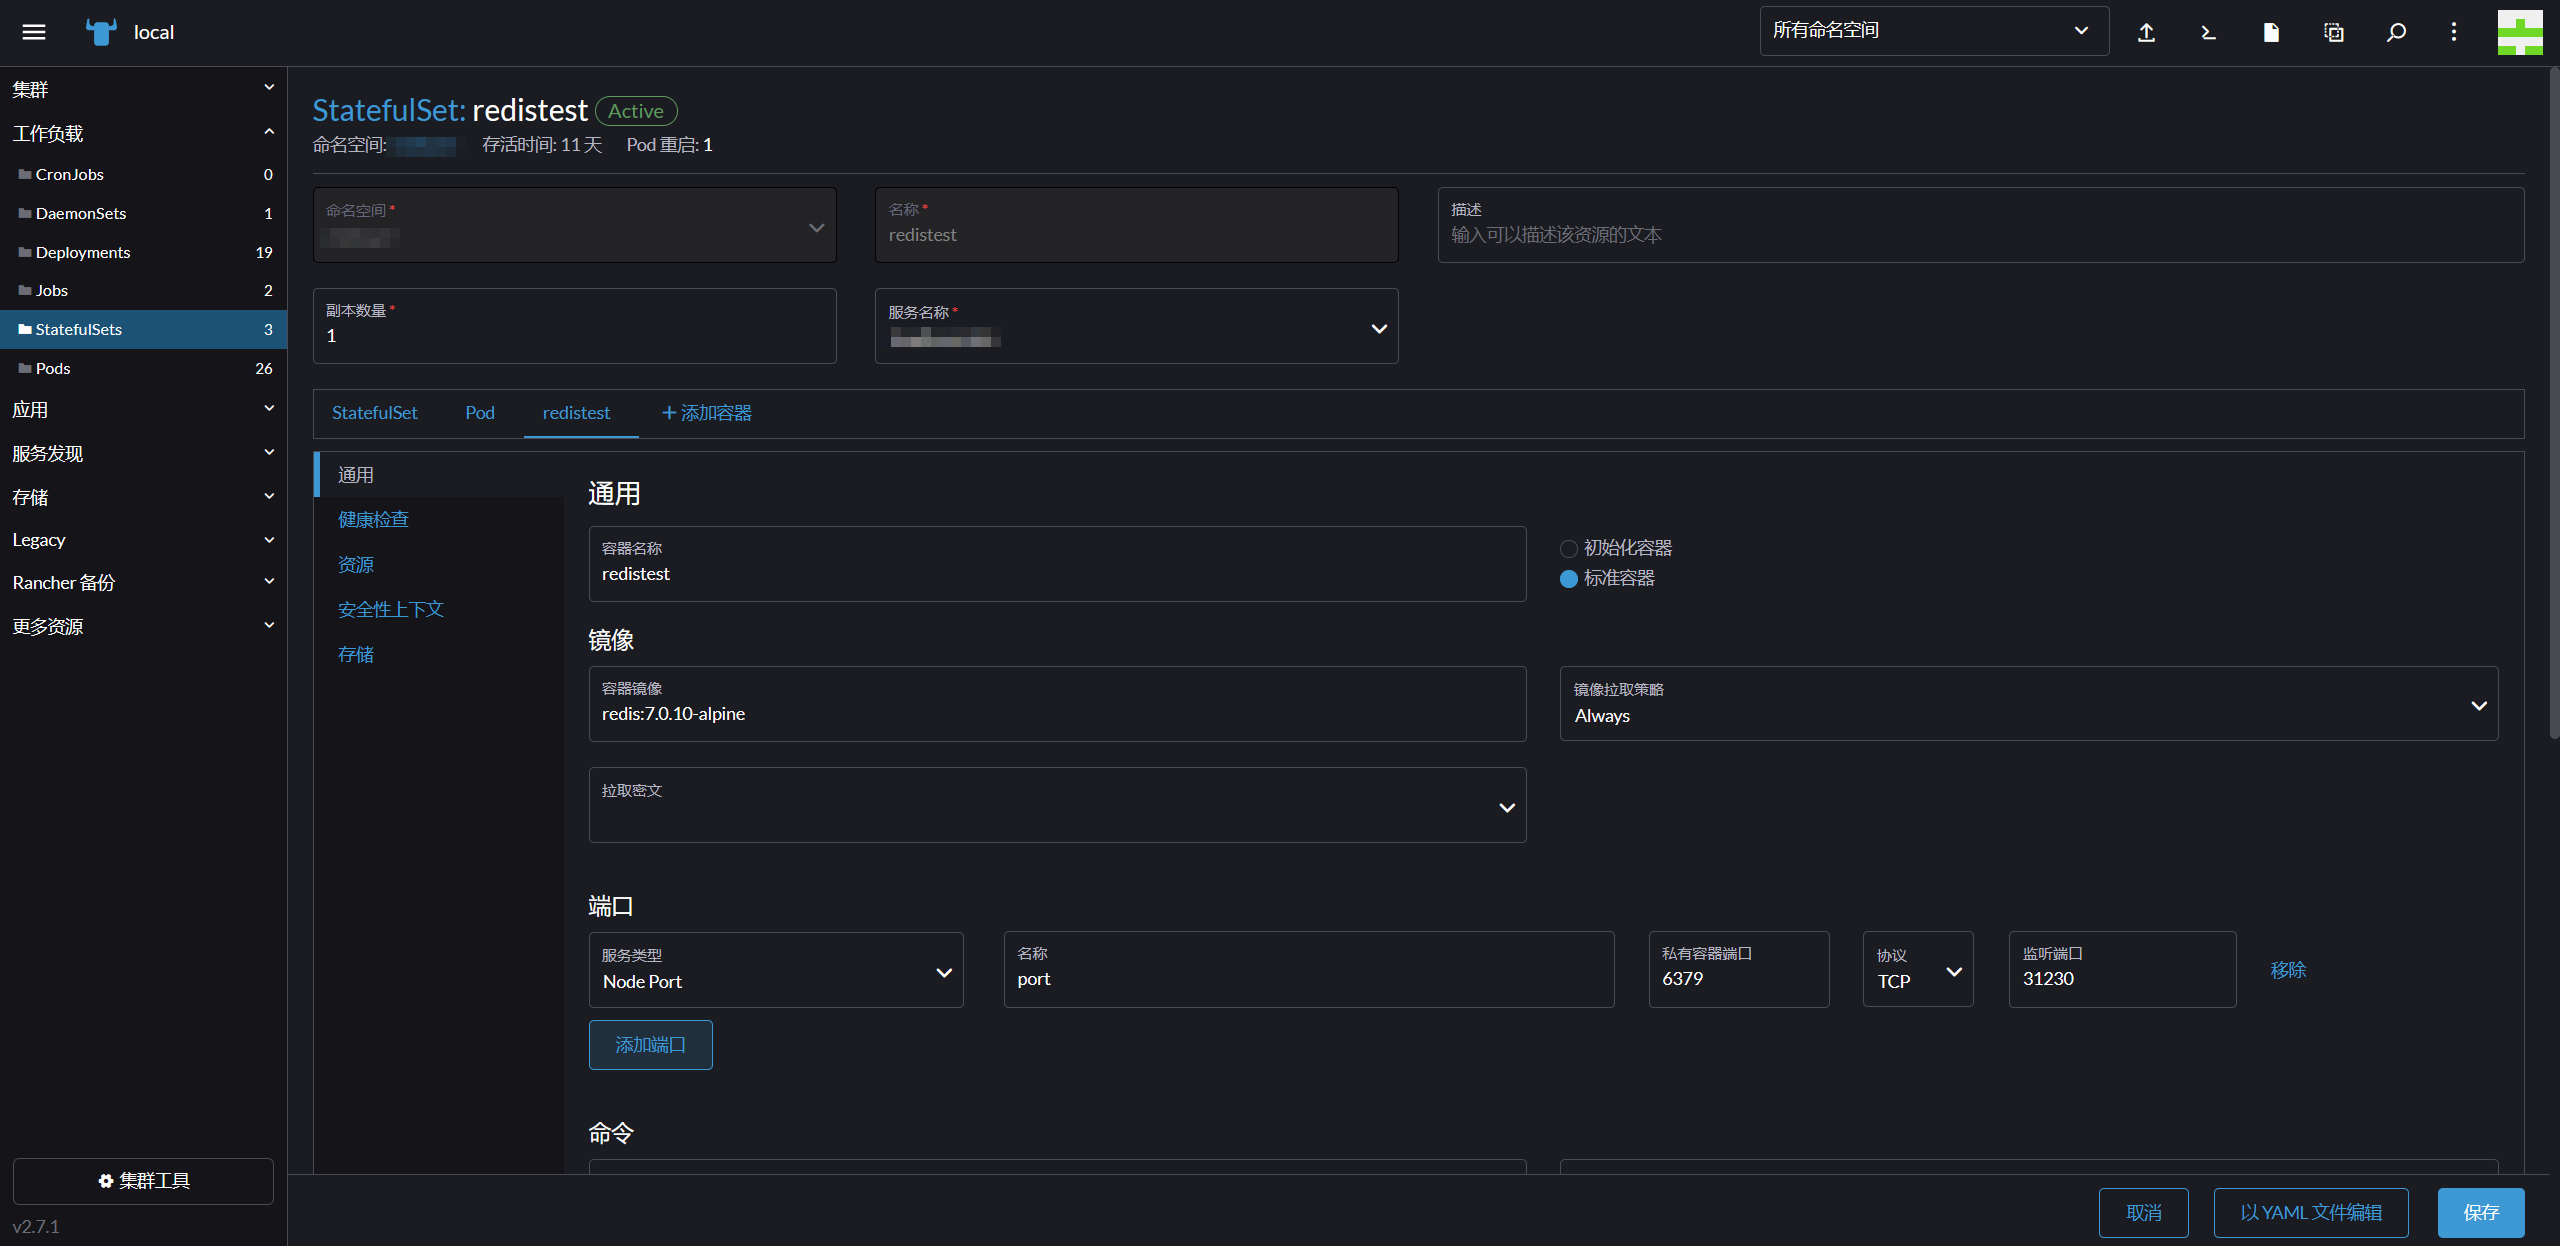 local
所有命名空间
集群
工作负载
CronJobs 0
DaemonSets 1
Deployments 19
Jobs 2
StatefulSets 3
Pods 26
应用
服务发现
存储
Legacy
Rancher 备份
更多资源
集群工具
v2.7.1
StatefulSet: redistest Active
命名空间: 存活时间: 11 天 Pod 重启: 1
命名空间 *
名称 *
redistest
描述
输入可以描述该资源的文本
副本数量 *
1
服务名称 *
StatefulSet Pod redistest + 添加容器
通用
健康检查
资源
安全性上下文
存储
通用
容器名称
redistest
初始化容器
标准容器
镜像
容器镜像
redis:7.0.10-alpine
镜像拉取策略
Always
拉取密文
端口
服务类型
Node Port
名称
port
私有容器端口
6379
协议
TCP
监听端口
31230
移除
添加端口
命令
取消
以 YAML 文件编辑
保存